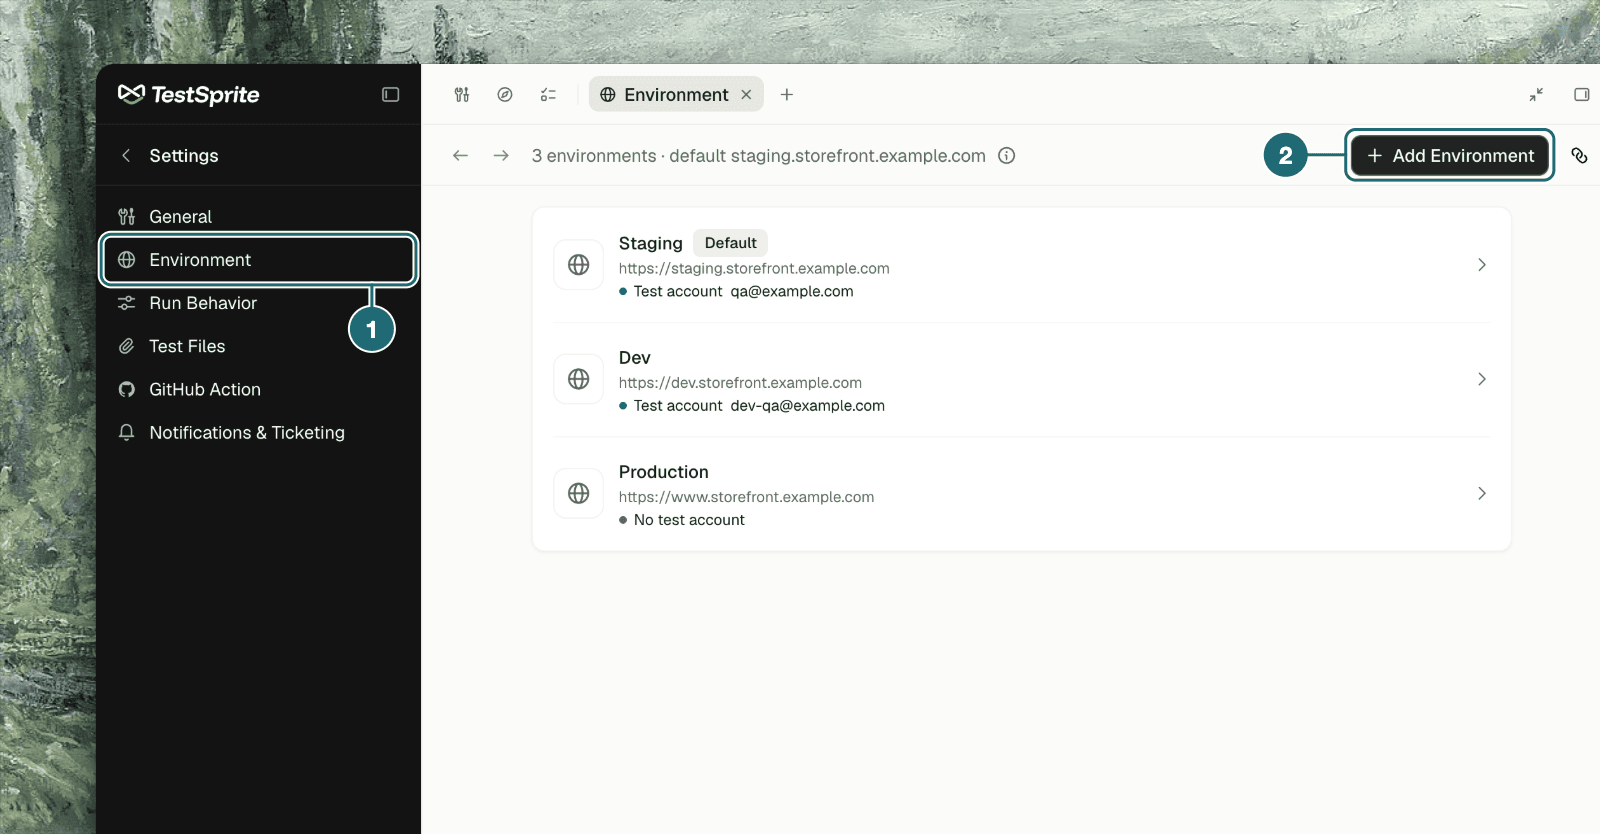 TestSprite
Environment
Settings
3 environments · default staging.storefront.example.com
2
+ Add Environment
General
Environment
Run Behavior
1
Test Files
GitHub Action
Notifications & Ticketing
Staging Default
https://staging.storefront.example.com
Test account qa@example.com
Dev
https://dev.storefront.example.com
Test account dev-qa@example.com
Production
https://www.storefront.example.com
No test account